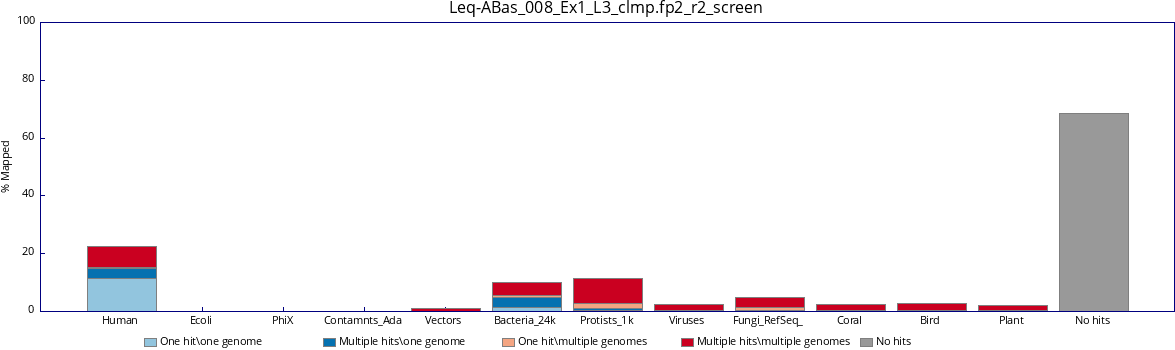 Leq-ABas_008_Ex1_L3_clmp.fp2_r2_screen
100
80
60
40
20
0
% Mapped
Human Ecoli PhiX Contamnts_Ada Vectors Bacteria_24k Protists_1k Viruses Fungi_RefSeq_ Coral Bird Plant No hits
One hit\one genome Multiple hits\one genome One hit\multiple genomes Multiple hits\multiple genomes No hits